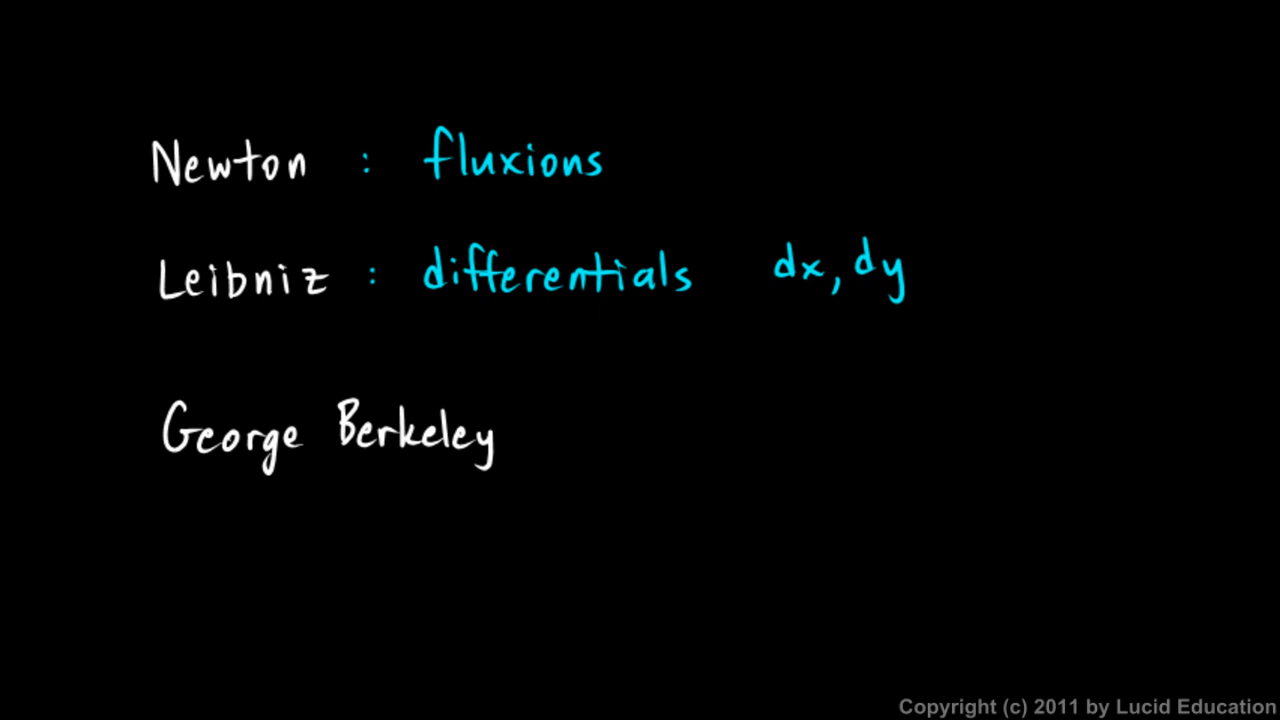 Newton : fluxions
Leibniz : differentials dx, dy
George Berkeley
Copyright (c) 2011 by Lucid Education